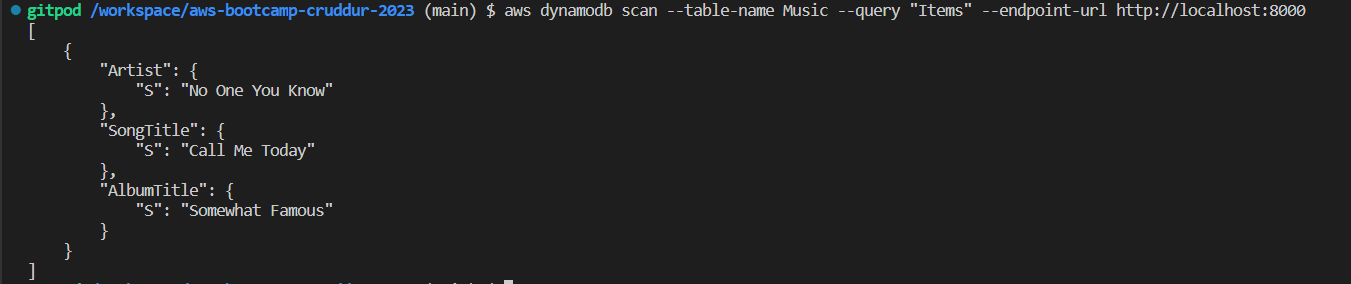 gitpod /workspace/aws-bootcamp-cruddur-2023 (main) $ aws dynamodb scan --table-name Music --query "Items" --endpoint-url http://localhost:8000
[
    {
        "Artist": {
            "S": "No One You Know"
        },
        "SongTitle": {
            "S": "Call Me Today"
        },
        "AlbumTitle": {
            "S": "Somewhat Famous"
        }
    }
]